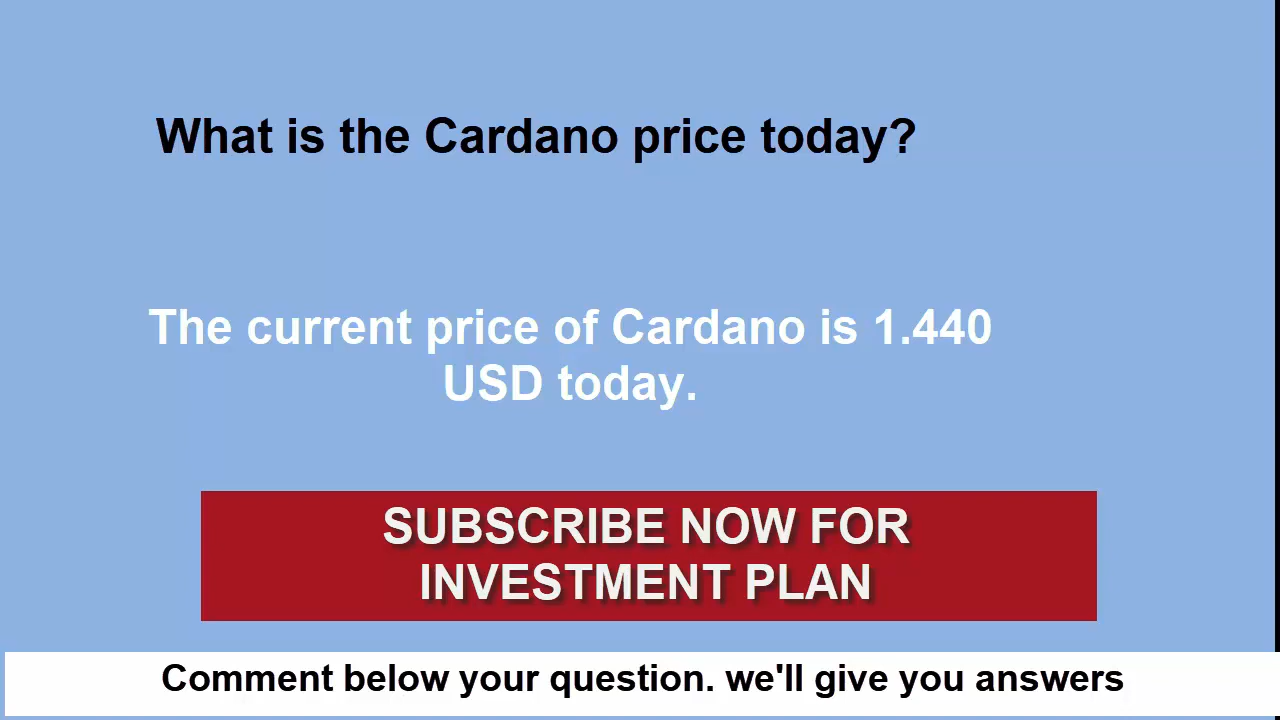 What is the Cardano price today?
The current price of Cardano is 1.440
USD today.
SUBSCRIBE NOW FOR
INVESTMENT PLAN
Comment below your question. we'll give you answers